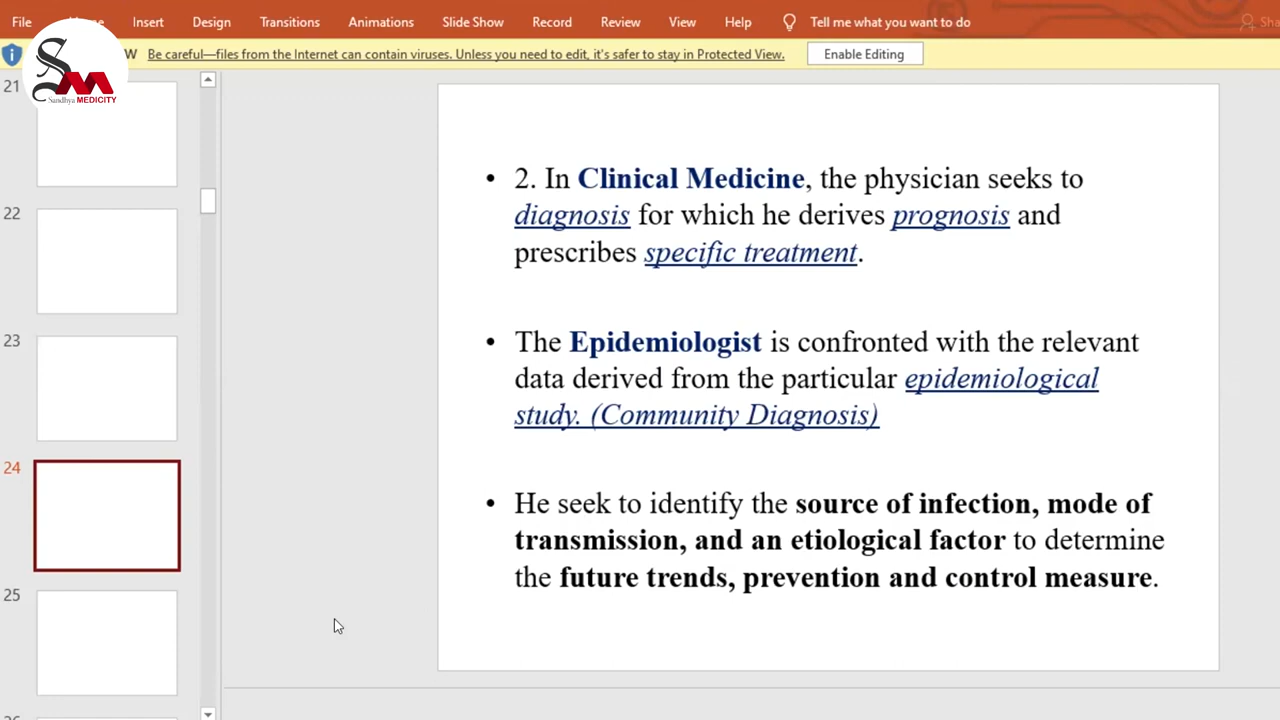 File Insert Design Transitions Animations Slide Show Record Review View Help Tell me what you want to do
W Be careful—files from the Internet can contain viruses. Unless you need to edit, it's safer to stay in Protected View. Enable Editing
Sandhya MEDICITY
21
22
23
24
25
• 2. In Clinical Medicine, the physician seeks to
diagnosis for which he derives prognosis and
prescribes specific treatment.
• The Epidemiologist is confronted with the relevant
data derived from the particular epidemiological
study. (Community Diagnosis)
• He seek to identify the source of infection, mode of
transmission, and an etiological factor to determine
the future trends, prevention and control measure.